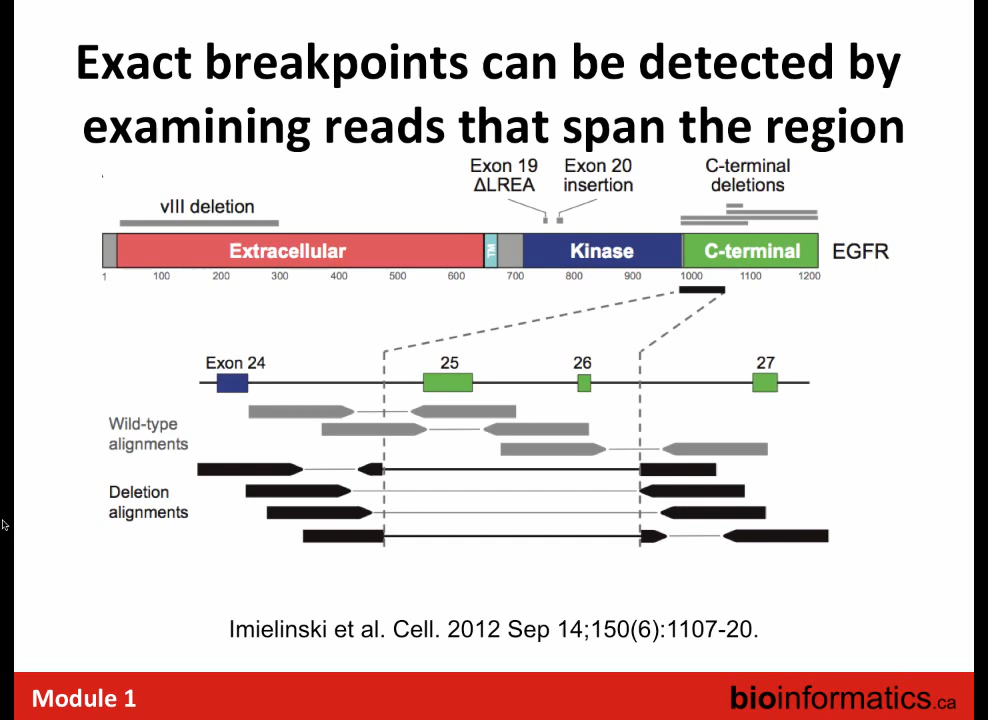 Exact breakpoints can be detected by
examining reads that span the region
Exon 19
ΔLREA
Exon 20
insertion
C-terminal
deletions
vIII deletion
Extracellular
TM
Kinase
C-terminal
EGFR
1 100 200 300 400 500 600 700 800 900 1000 1100 1200
Exon 24 25 26 27
Wild-type
alignments
Deletion
alignments
Imielinski et al. Cell. 2012 Sep 14;150(6):1107-20.
Module 1
bioinformatics.ca